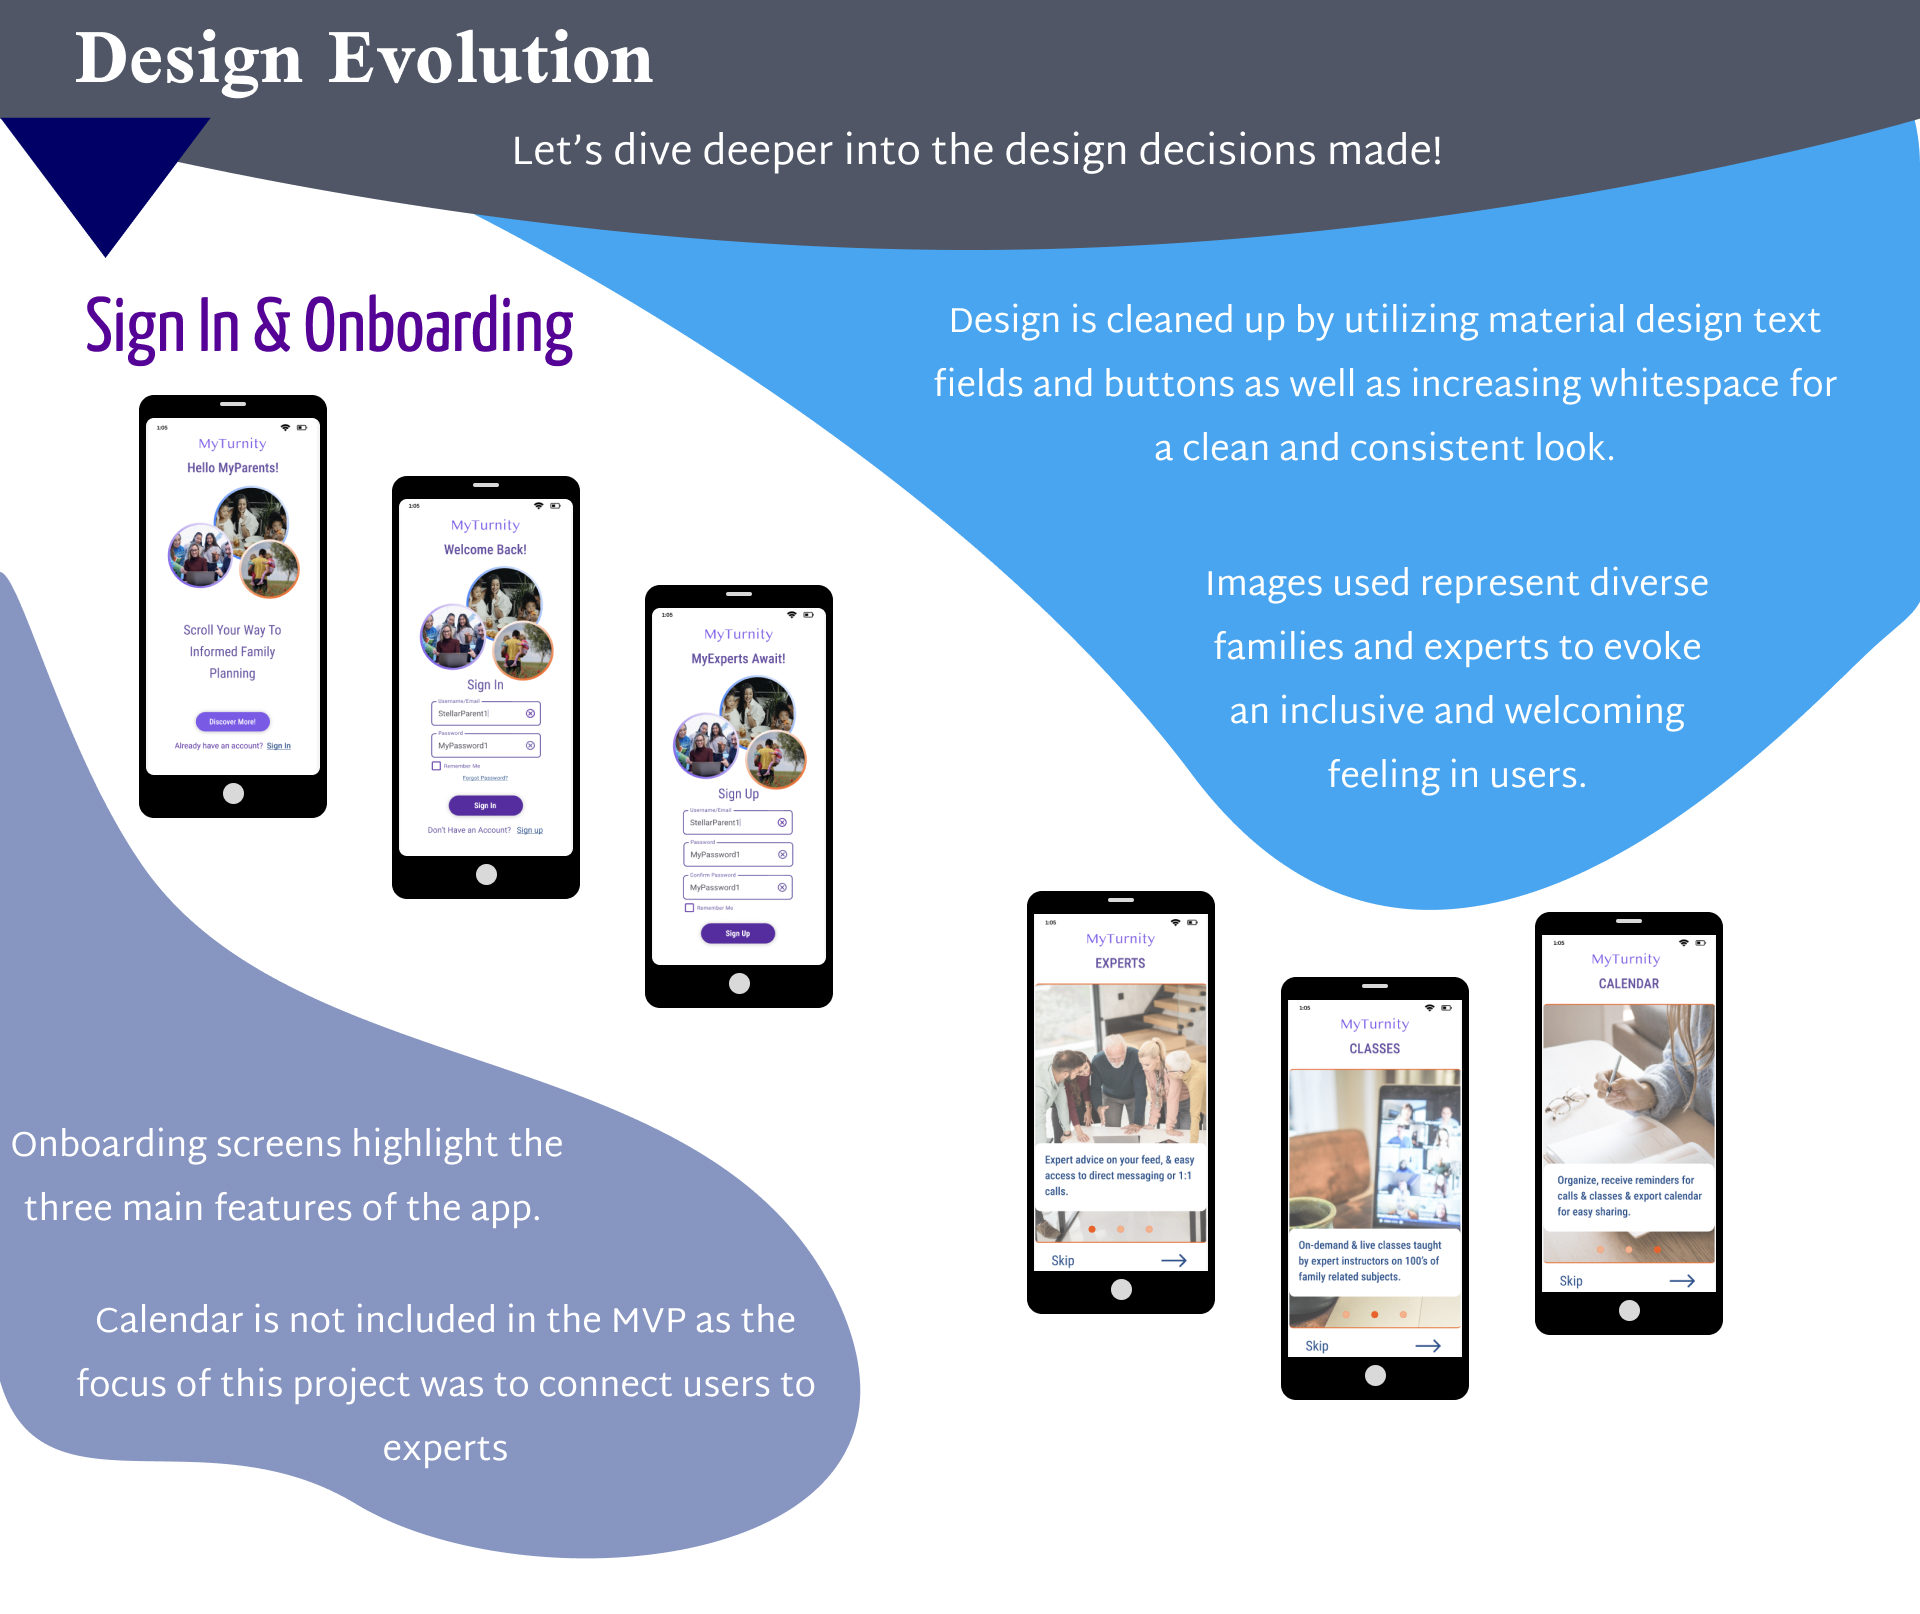 Design Evolution
Let's dive deeper into the design decisions made!
Sign In & Onboarding
Design is cleaned up by utilizing material design text
fields and buttons as well as increasing whitespace for
a clean and consistent look.
Images used represent diverse
families and experts to evoke
an inclusive and welcoming
feeling in users.
1:05
MyTurnity
Hello MyParents!
Scroll Your Way To
Informed Family
Planning
Discover More!
Already have an account? Sign In
1:05
MyTurnity
Welcome Back!
Sign In
Username/Email
StellarParent1
Password
MyPassword1
Remember Me
Forgot Password?
Sign In
Don't Have an Account? Sign up
1:05
MyTurnity
MyExperts Await!
Sign Up
Username/Email
StellarParent1
Password
MyPassword1
Confirm Password
MyPassword1
Remember Me
Sign Up
Onboarding screens highlight the
three main features of the app.
Calendar is not included in the MVP as the
focus of this project was to connect users to
experts
1:05
MyTurnity
EXPERTS
Expert advice on your feed, & easy
access to direct messaging or 1:1
calls.
Skip
1:05
MyTurnity
CLASSES
On-demand & live classes taught
by expert instructors on 100's of
family related subjects.
Skip
1:05
MyTurnity
CALENDAR
Organize, receive reminders for
calls & classes & export calendar
for easy sharing.
Skip